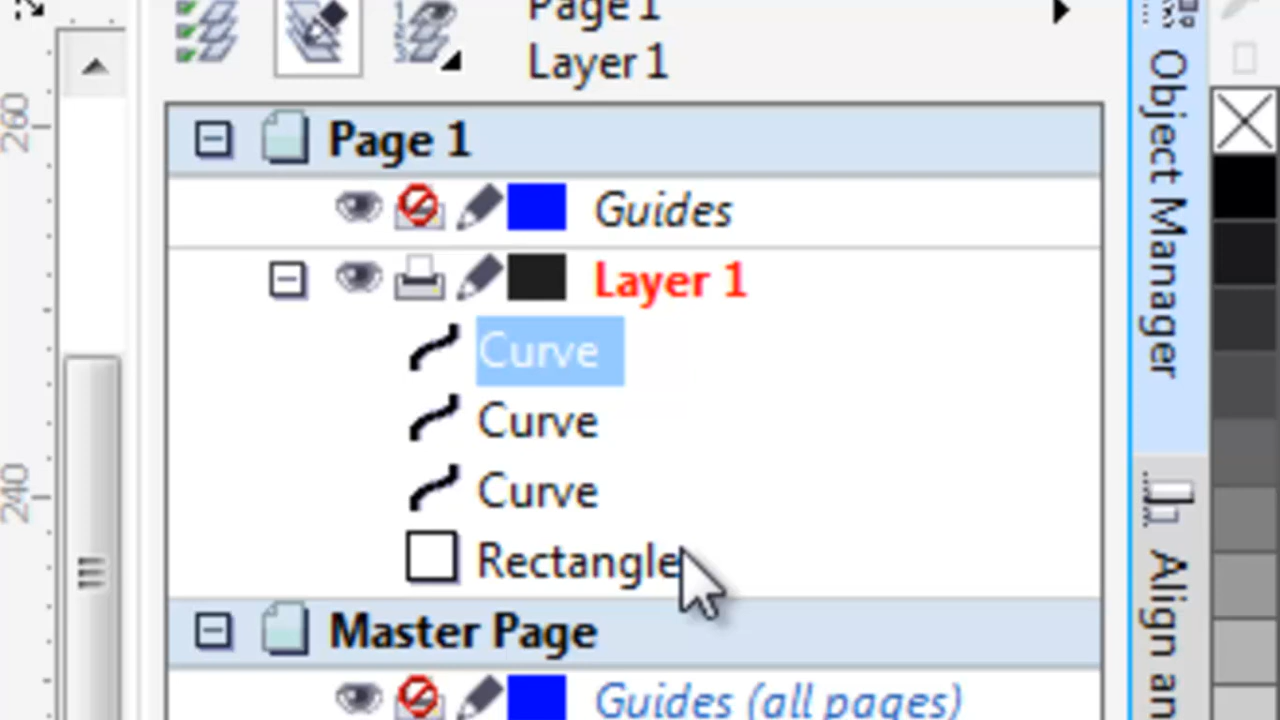 Page 1
Layer 1
Page 1
Guides
Layer 1
Curve
Curve
Curve
Rectangle
Master Page
Guides (all pages)
260
240
Object Manager
Align an